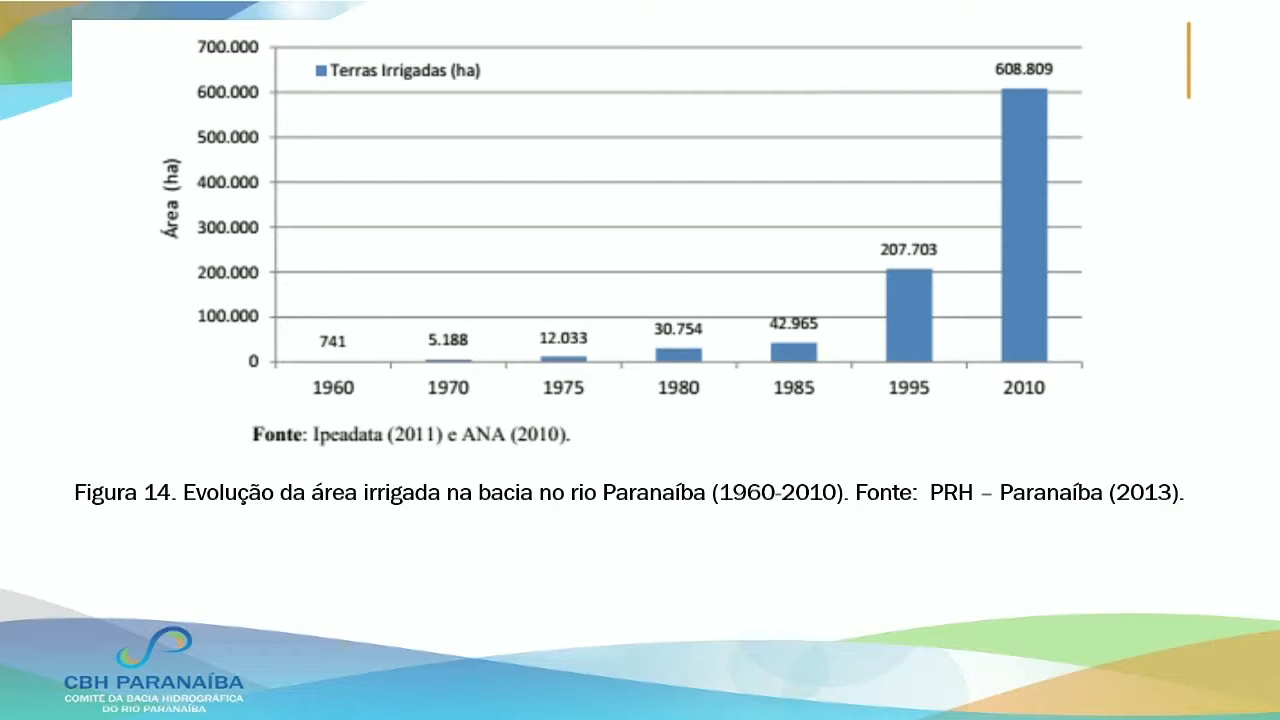 700.000
600.000
500.000
400.000
300.000
200.000
100.000
0
Área (ha)
Terras Irrigadas (ha)
741
5.188
12.033
30.754
42.965
207.703
608.809
1960 1970 1975 1980 1985 1995 2010
Fonte: Ipeadata (2011) e ANA (2010).
Figura 14. Evolução da área irrigada na bacia no rio Paranaíba (1960-2010). Fonte: PRH – Paranaíba (2013).
CBH PARANAÍBA
COMITÊ DA BACIA HIDROGRÁFICA
DO RIO PARANAÍBA